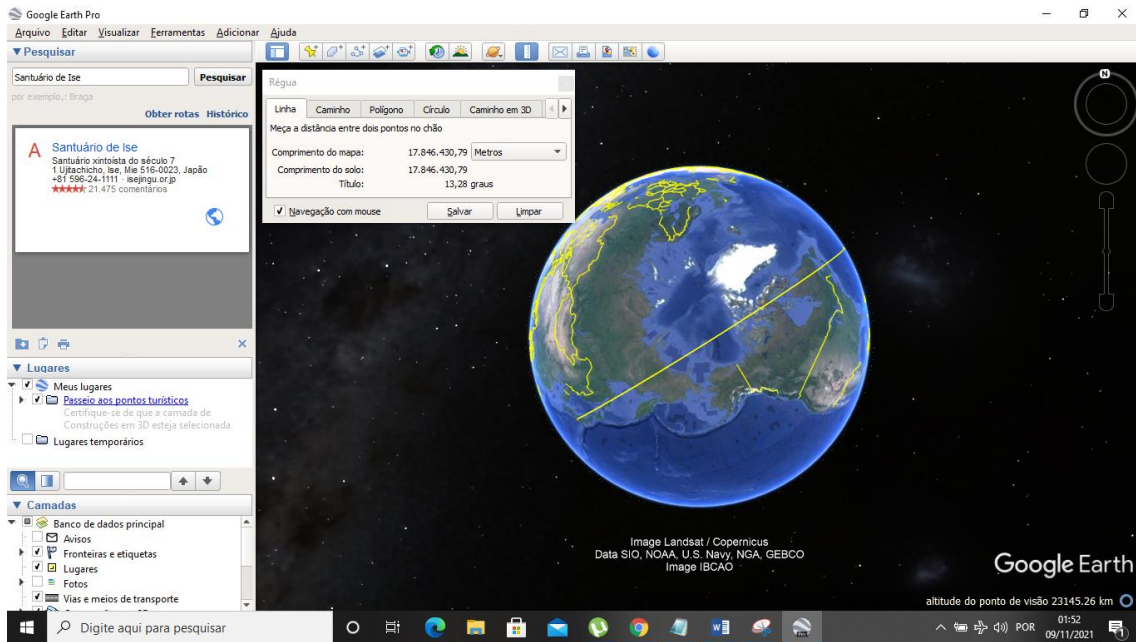 Google Earth Pro
Arquivo Editar Visualizar Ferramentas Adicionar Ajuda
Pesquisar
Santuário de Ise
Pesquisar
por exemplo,: Braga
Obter rotas Histórico
A
Santuário de Ise
Santuário xintoísta do século 7
1 Ujitachicho, Ise, Mie 516-0023, Japão
+81 596-24-1111 · isejingu.or.jp
21.475 comentários
Lugares
Meus lugares
Passeio aos pontos turísticos
Certifique-se de que a camada de
Construções em 3D esteja selecionada
Lugares temporários
Camadas
Banco de dados principal
Avisos
Fronteiras e etiquetas
Lugares
Fotos
Vias e meios de transporte
Régua
Linha Caminho Polígono Círculo Caminho em 3D
Meça a distância entre dois pontos no chão
Comprimento do mapa: 17.846.430,79 Metros
Comprimento do solo: 17.846.430,79
Título: 13,28 graus
Navegação com mouse
Salvar
Limpar
N
Image Landsat / Copernicus
Data SIO, NOAA, U.S. Navy, NGA, GEBCO
Image IBCAO
Google Earth
altitude do ponto de visão 23145.26 km
Digite aqui para pesquisar
POR
01:52
09/11/2021